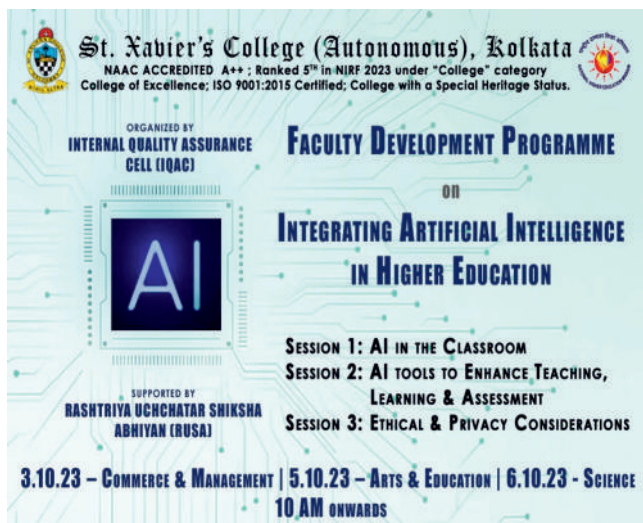 St. Xavier's College (Autonomous), Kolkata
NAAC ACCREDITED A++ ; Ranked 5TH in NIRF 2023 under "College" category
College of Excellence; ISO 9001:2015 Certified; College with a Special Heritage Status.
ORGANIZED BY
INTERNAL QUALITY ASSURANCE
CELL (IQAC)
AI
SUPPORTED BY
RASHTRIYA UCHCHATAR SHIKSHA
ABHIYAN (RUSA)
FACULTY DEVELOPMENT PROGRAMME
on
INTEGRATING ARTIFICIAL INTELLIGENCE
IN HIGHER EDUCATION
SESSION 1: AI IN THE CLASSROOM
SESSION 2: AI TOOLS TO ENHANCE TEACHING,
LEARNING & ASSESSMENT
SESSION 3: ETHICAL & PRIVACY CONSIDERATIONS
3.10.23 – COMMERCE & MANAGEMENT | 5.10.23 – ARTS & EDUCATION | 6.10.23 - SCIENCE
10 AM ONWARDS